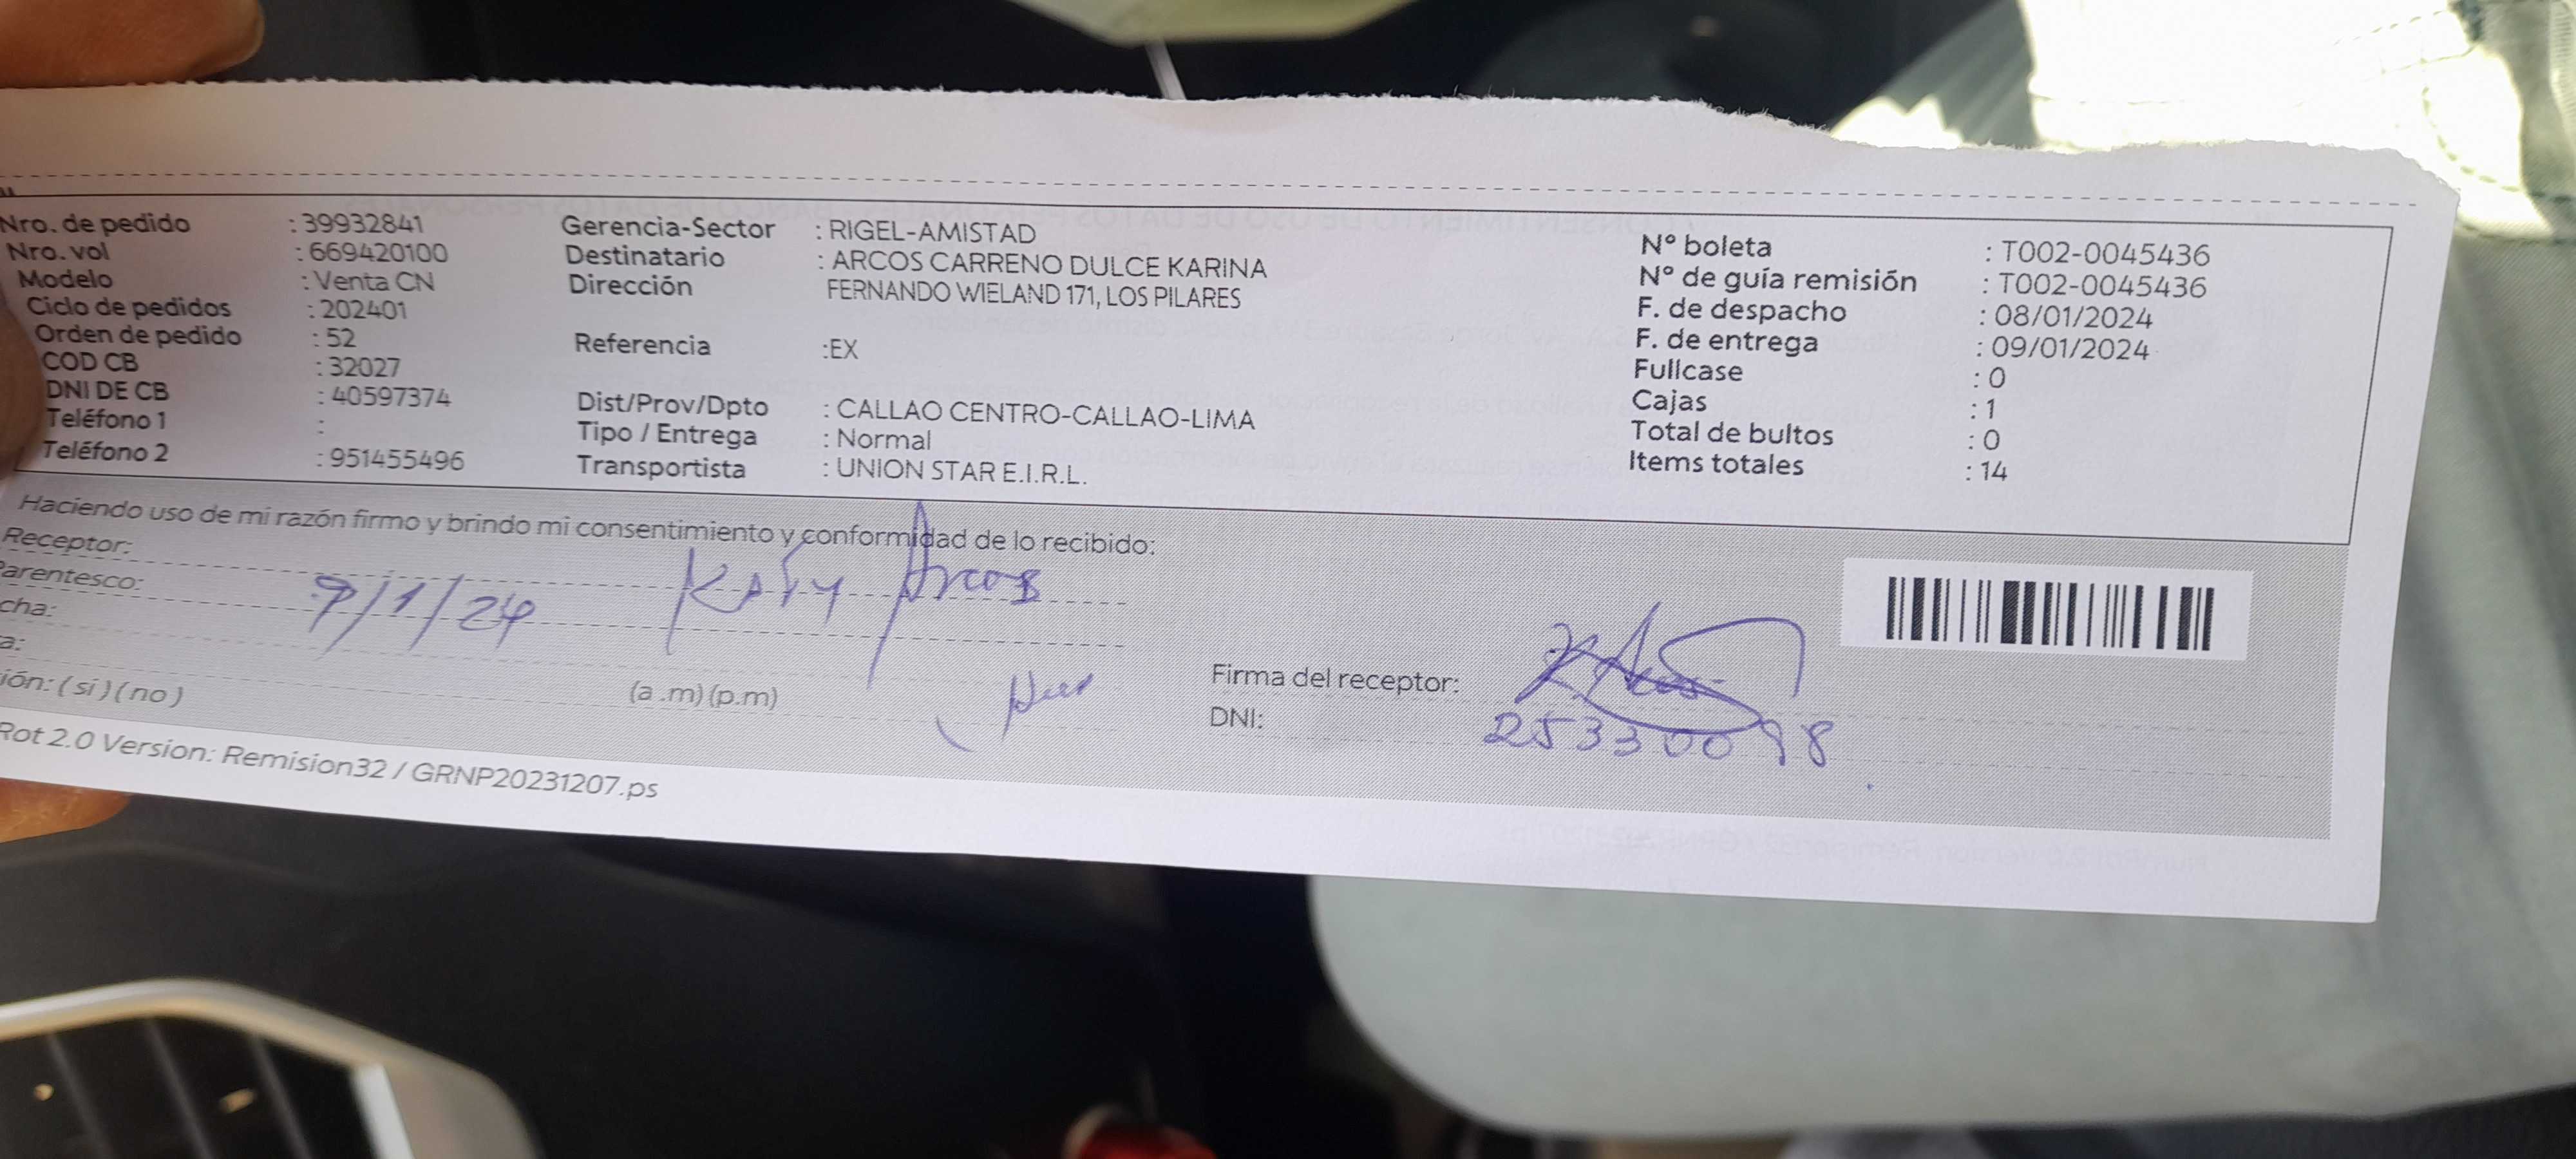 Nro. de pedido : 39932841
Nro. vol : 669420100
Modelo : Venta CN
Ciclo de pedidos : 202401
Orden de pedido : 52
COD CB : 32027
DNI DE CB : 40597374
Teléfono 1 :
Teléfono 2 : 951455496
Gerencia-Sector : RIGEL-AMISTAD
Destinatario : ARCOS CARRENO DULCE KARINA
Dirección FERNANDO WIELAND 171, LOS PILARES
Referencia :EX
Dist/Prov/Dpto : CALLAO CENTRO-CALLAO-LIMA
Tipo / Entrega : Normal
Transportista : UNION STAR E.I.R.L.
Nº boleta : T002-0045436
Nº de guía remisión : T002-0045436
F. de despacho : 08/01/2024
F. de entrega : 09/01/2024
Fullcase : 0
Cajas : 1
Total de bultos : 0
Items totales : 14
Haciendo uso de mi razón firmo y brindo mi consentimiento y conformidad de lo recibido:
Receptor:
Parentesco:
cha:
9/1/24 Katy Arcos
a:
ión: ( si ) ( no ) (a .m) (p.m)
Firma del receptor:
DNI: 25330098
Rot 2.0 Version: Remision32 / GRNP20231207.ps